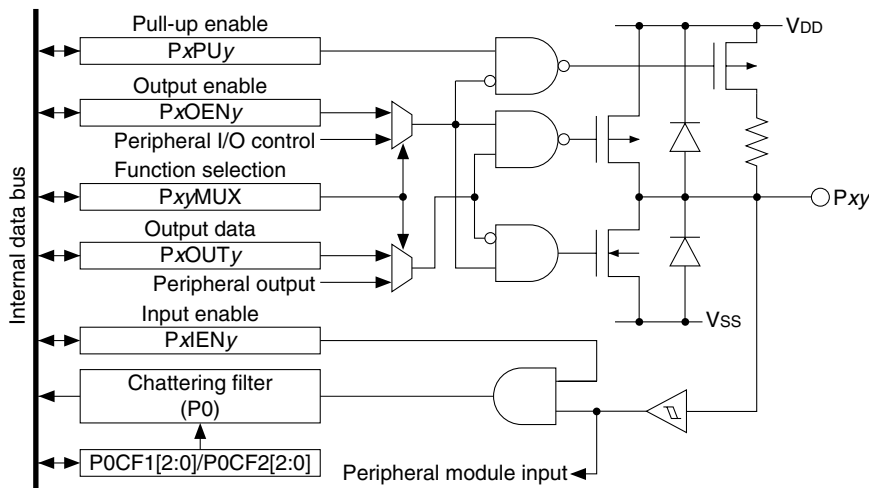 Pull-up enable
PxPUy
Output enable
PxOENy
Peripheral I/O control
Function selection
PxyMUX
Output data
PxOUTy
Peripheral output
Input enable
PxIENy
Chattering filter
(P0)
P0CF1[2:0]/P0CF2[2:0]
Internal data bus
VDD
Pxy
VSS
Peripheral module input